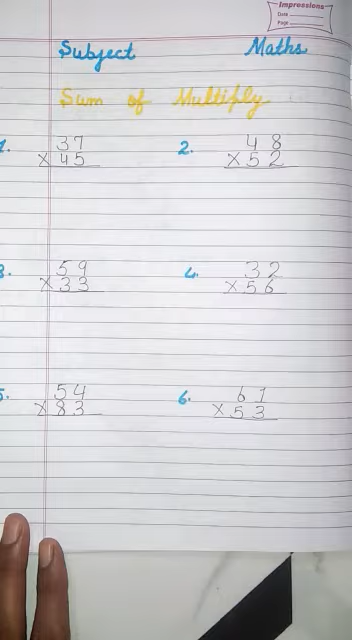 Impressions
Date
Page
Subject Maths
Sum of Multiply
1. 37 2. 48
×45 ×52
3. 59 4. 32
×33 ×56
5. 54 6. 61
×83 ×53